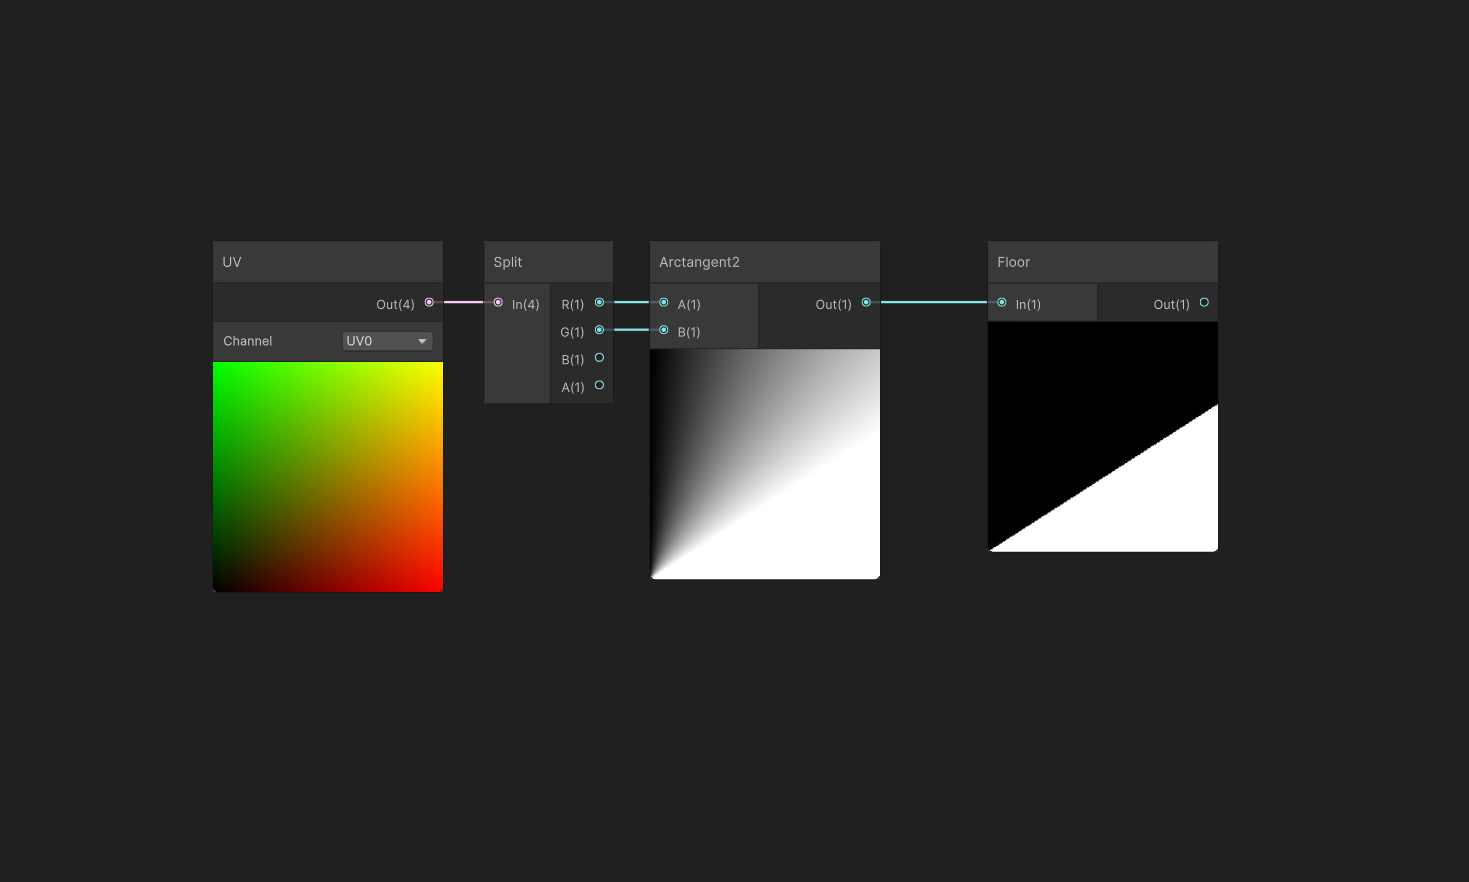 UV
Out(4)
Channel
UV0
Split
In(4)
R(1)
G(1)
B(1)
A(1)
Arctangent2
A(1)
B(1)
Out(1)
Floor
In(1)
Out(1)